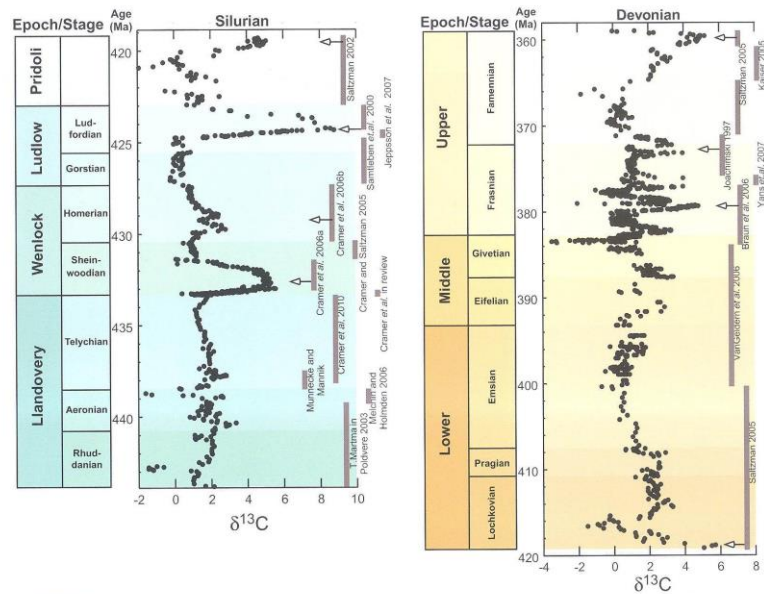 Silurian
Epoch/Stage
Age
(Ma)
Pridoli
Ludlow
Lud-
fordian
Gorstian
Wenlock
Homerian
Shein-
woodian
Llandovery
Telychian
Aeronian
Rhud-
danian
420
425
430
435
440
-2
0
2
4
6
8
10
δ13C
Saltzman 2002
Samtleben et al. 2000
Jeppsson et al. 2007
Cramer et al. 2006b
Cramer and Saltzman 2005
Cramer et al. 2006a
Cramer et al. in review
Cramer et al. 2010
Munnecke and
Mannik
Melchin and
Holmden 2006
T.Martma in
Poldvere 2003
Devonian
Epoch/Stage
Age
(Ma)
Upper
Famennian
Frasnian
Middle
Givetian
Eifelian
Lower
Emsian
Pragian
Lochkovian
360
370
380
390
400
410
420
-4
-2
0
2
4
6
8
δ13C
Saltzman 2005
Kaiser 2005
Joachimski 1997
Yans et al. 2007
Braun et al. 2006
VanGeldern et al. 2006
Saltzman 2005